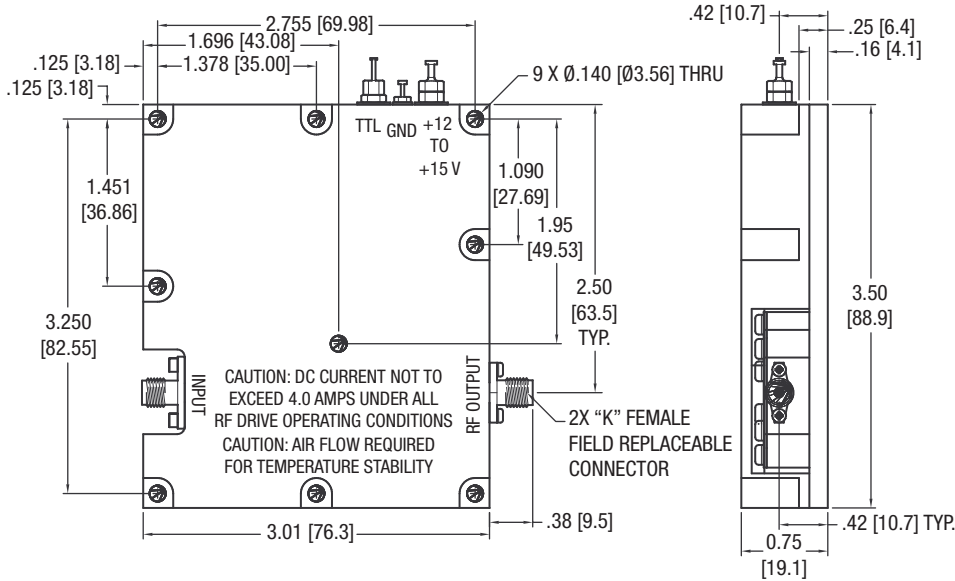 2.755 [69.98]
1.696 [43.08]
.125 [3.18]
1.378 [35.00]
.125 [3.18]
9 X Ø.140 [Ø3.56] THRU
TTL
GND
+12
TO
+15 V
1.451
[36.86]
1.090
[27.69]
1.95
[49.53]
2.50
[63.5]
TYP.
3.250
[82.55]
INPUT
CAUTION: DC CURRENT NOT TO
EXCEED 4.0 AMPS UNDER ALL
RF DRIVE OPERATING CONDITIONS
CAUTION: AIR FLOW REQUIRED
FOR TEMPERATURE STABILITY
RF OUTPUT
2X “K” FEMALE
FIELD REPLACEABLE
CONNECTOR
3.01 [76.3]
.38 [9.5]
.42 [10.7]
.25 [6.4]
.16 [4.1]
3.50
[88.9]
.42 [10.7] TYP.
0.75
[19.1]